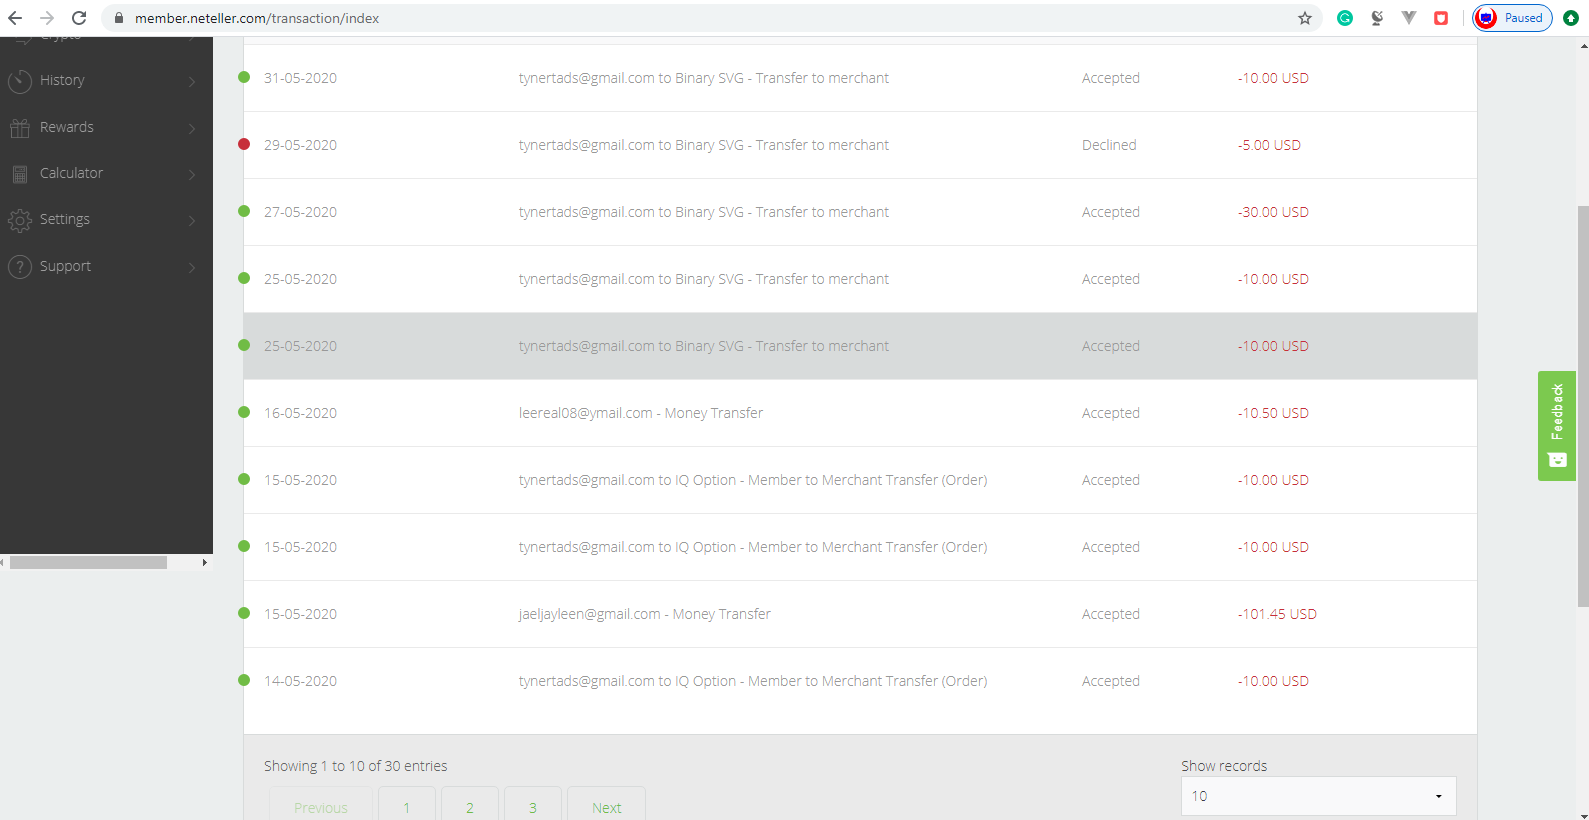 member.neteller.com/transaction/index
Paused
Crypto
History
Rewards
Calculator
Settings
Support
31-05-2020 tynertads@gmail.com to Binary SVG - Transfer to merchant Accepted -10.00 USD
29-05-2020 tynertads@gmail.com to Binary SVG - Transfer to merchant Declined -5.00 USD
27-05-2020 tynertads@gmail.com to Binary SVG - Transfer to merchant Accepted -30.00 USD
25-05-2020 tynertads@gmail.com to Binary SVG - Transfer to merchant Accepted -10.00 USD
25-05-2020 tynertads@gmail.com to Binary SVG - Transfer to merchant Accepted -10.00 USD
16-05-2020 leereal08@ymail.com - Money Transfer Accepted -10.50 USD
15-05-2020 tynertads@gmail.com to IQ Option - Member to Merchant Transfer (Order) Accepted -10.00 USD
15-05-2020 tynertads@gmail.com to IQ Option - Member to Merchant Transfer (Order) Accepted -10.00 USD
15-05-2020 jaeljayleen@gmail.com - Money Transfer Accepted -101.45 USD
14-05-2020 tynertads@gmail.com to IQ Option - Member to Merchant Transfer (Order) Accepted -10.00 USD
Feedback
Showing 1 to 10 of 30 entries
Show records
Previous 1 2 3 Next
10